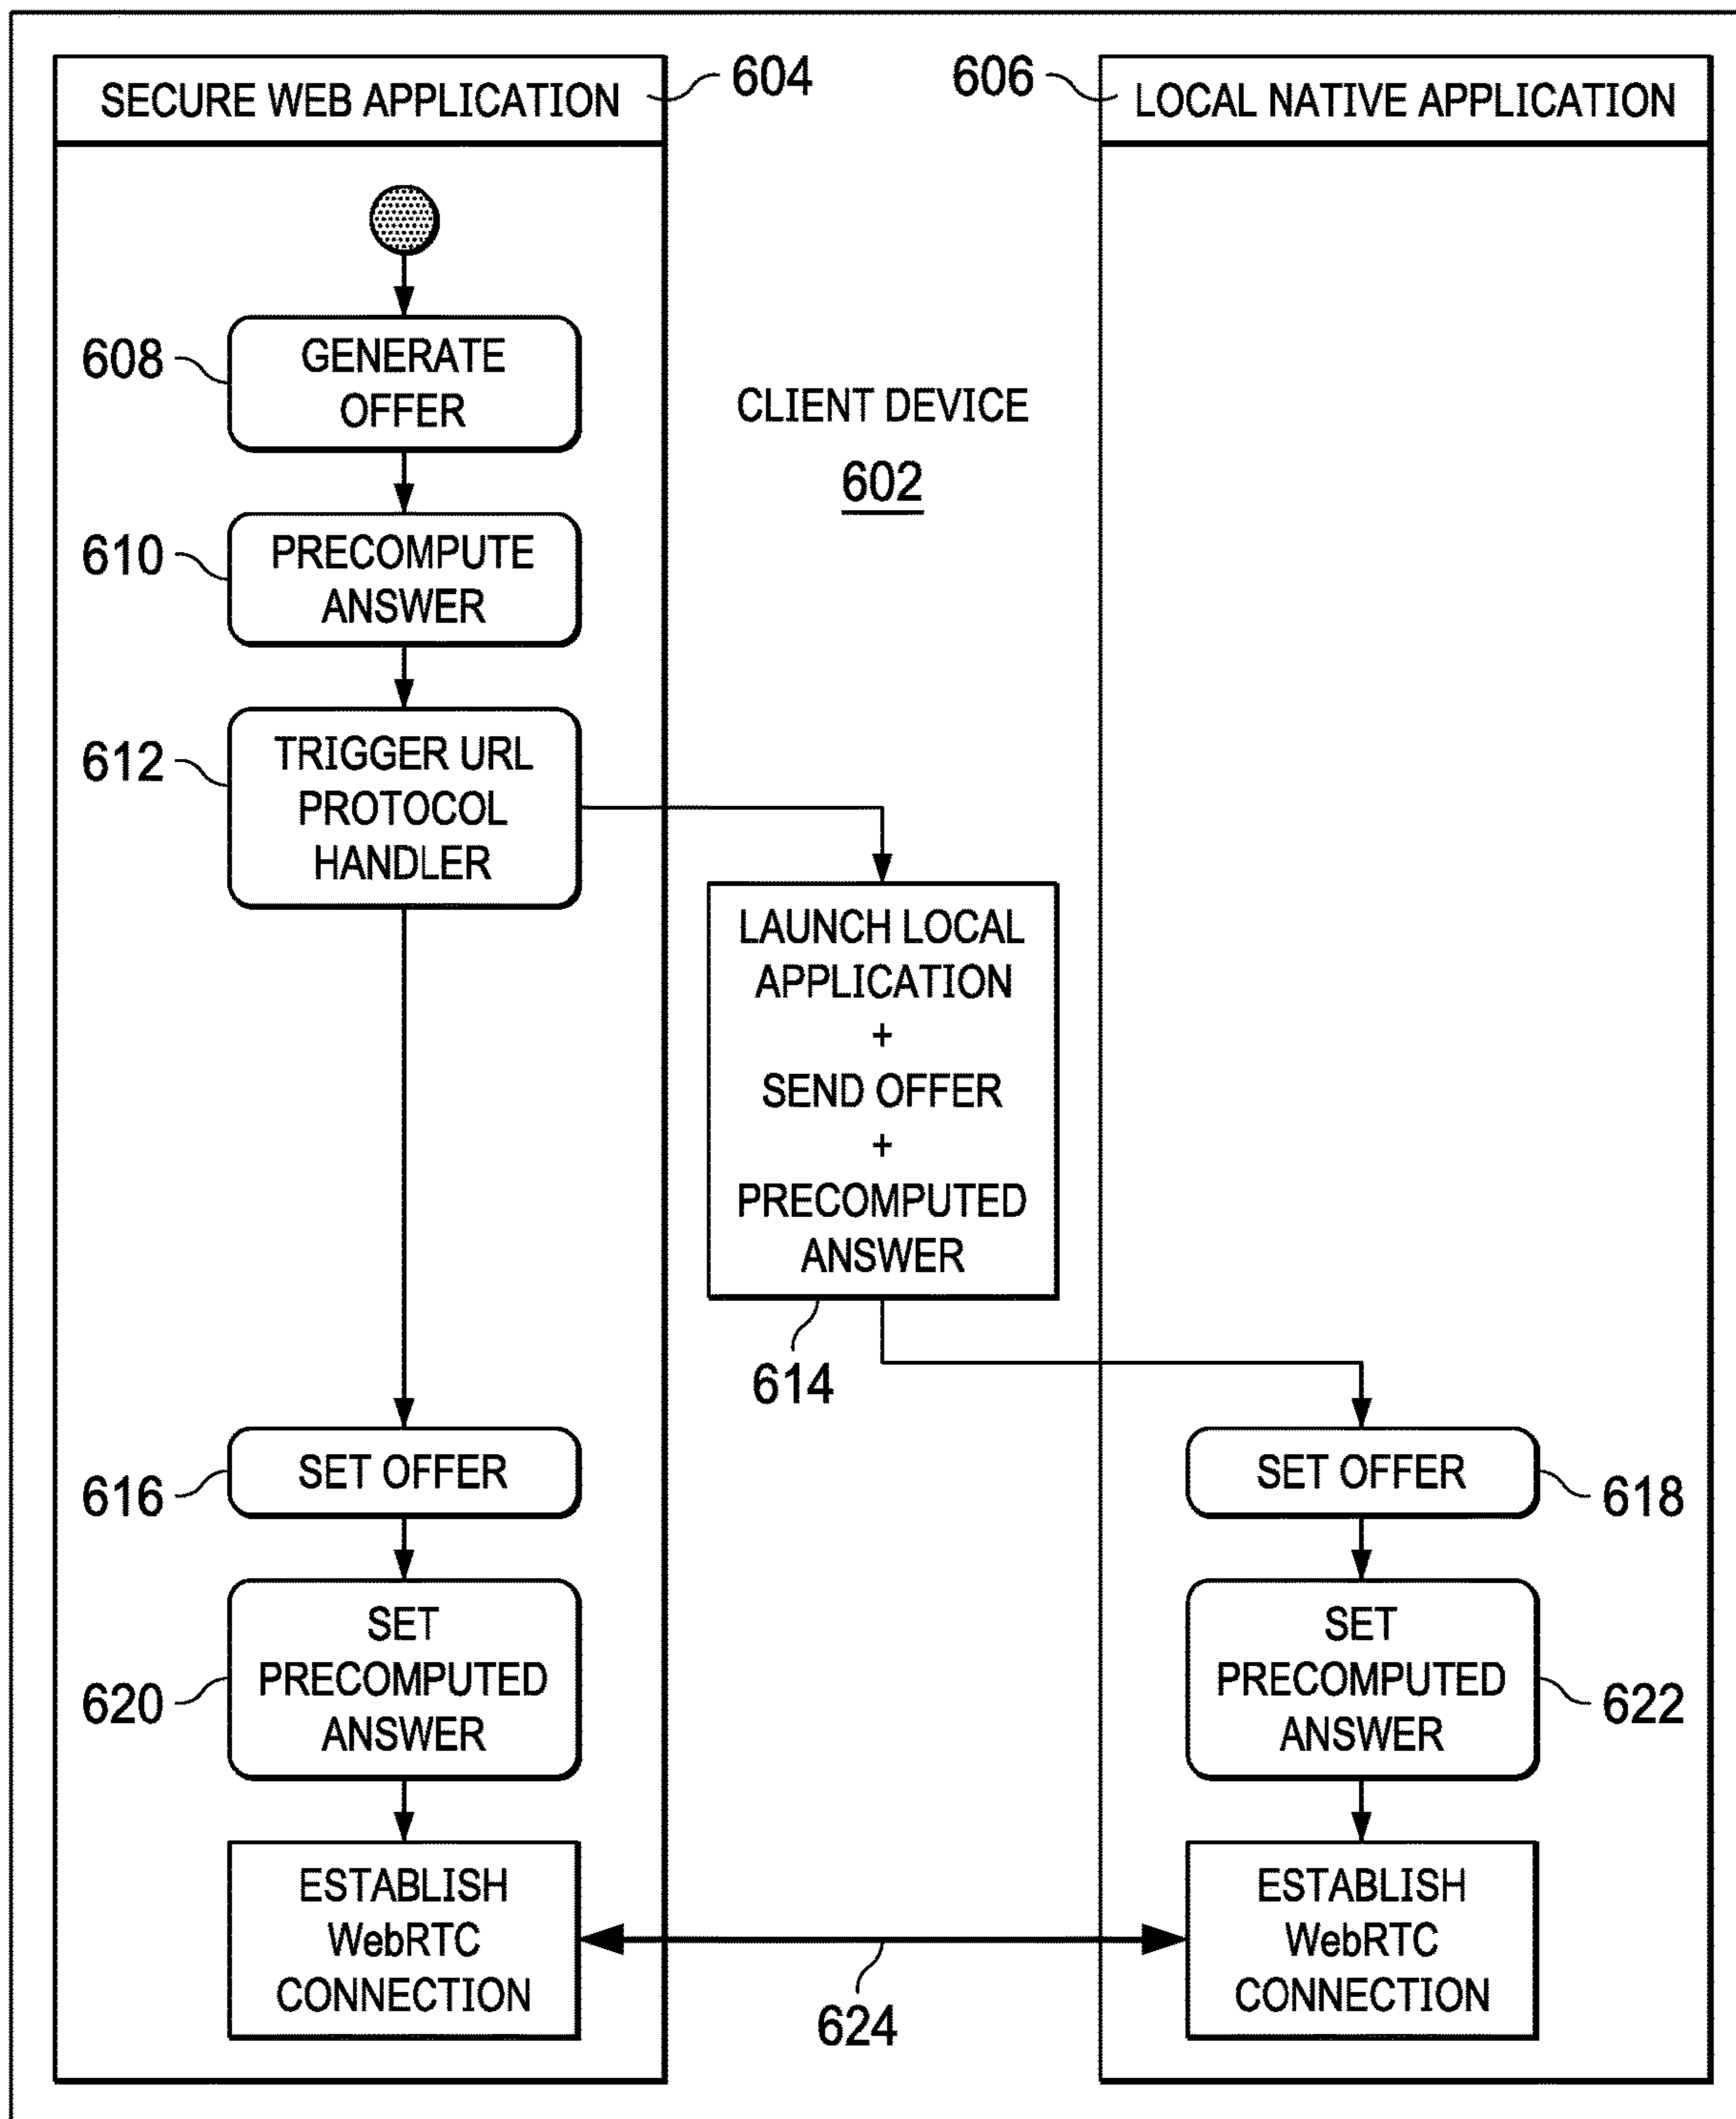 SECURE WEB APPLICATION
604
606
LOCAL NATIVE APPLICATION
608
GENERATE
OFFER
CLIENT DEVICE
602
610
PRECOMPUTE
ANSWER
612
TRIGGER URL
PROTOCOL
HANDLER
LAUNCH LOCAL
APPLICATION
+
SEND OFFER
+
PRECOMPUTED
ANSWER
614
616
SET OFFER
SET OFFER
618
620
SET
PRECOMPUTED
ANSWER
SET
PRECOMPUTED
ANSWER
622
ESTABLISH
WebRTC
CONNECTION
624
ESTABLISH
WebRTC
CONNECTION